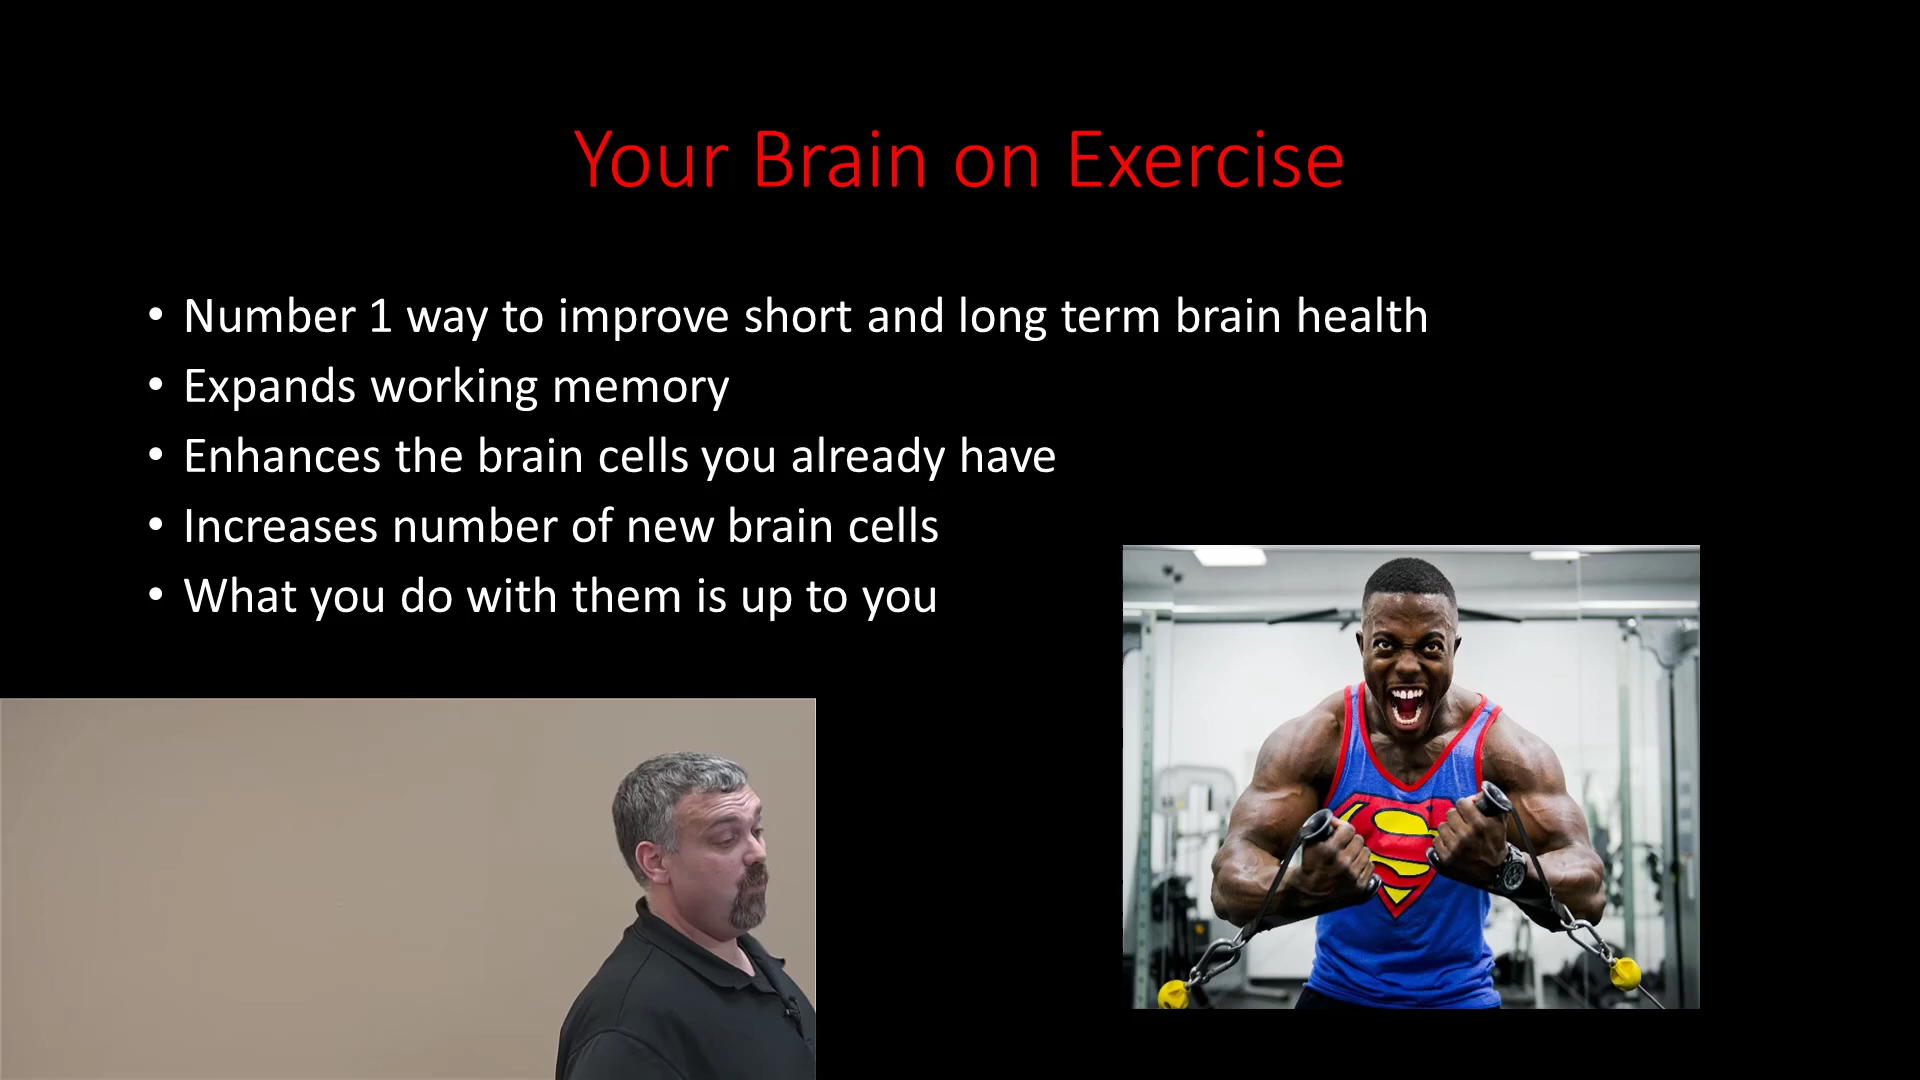 Your Brain on Exercise
• Number 1 way to improve short and long term brain health
• Expands working memory
• Enhances the brain cells you already have
• Increases number of new brain cells
• What you do with them is up to you
S